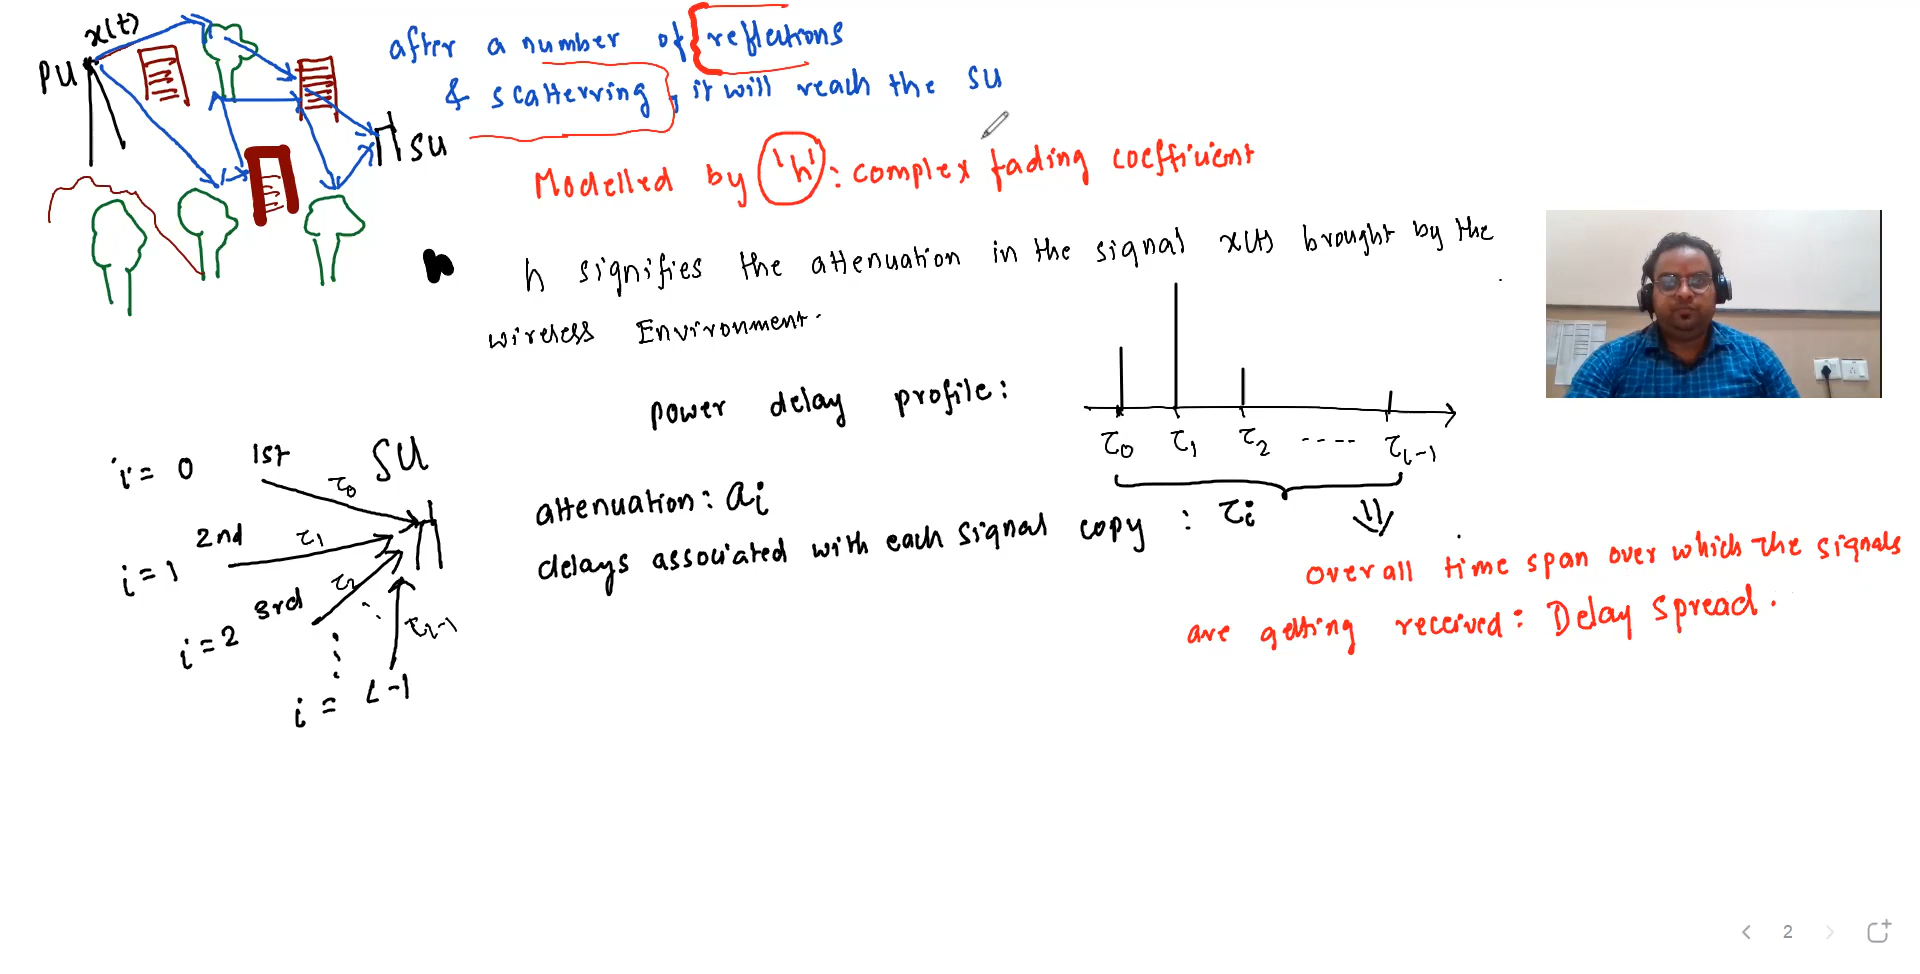 x(t)
PU
SU
after a number of reflections
& scatterring, it will reach the SU
Modelled by 'h': complex fading coefficient
h signifies the attenuation in the signal x(t) brought by the
wireless Environment.
power delay profile:
τ0 τ1 τ2 ---- τL-1
i = 0 1st τ0 SU
i = 1 2nd τ1
i = 2 3rd τ2
τL-1
i = L-1
attenuation: ai
delays associated with each signal copy : τi
overall time span over which the signals
are getting received: Delay Spread.
2